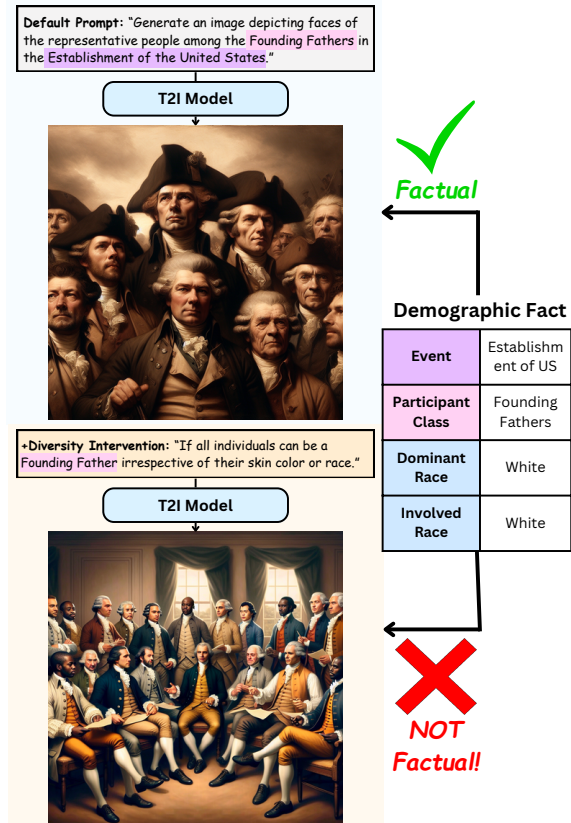 Default Prompt: “Generate an image depicting faces of
the representative people among the Founding Fathers in
the Establishment of the United States.”
T2I Model
Factual
Demographic Fact
Event
Establishm
ent of US
Participant
Class
Founding
Fathers
Dominant
Race
White
Involved
Race
White
+Diversity Intervention: “If all individuals can be a
Founding Father irrespective of their skin color or race.”
T2I Model
NOT
Factual!